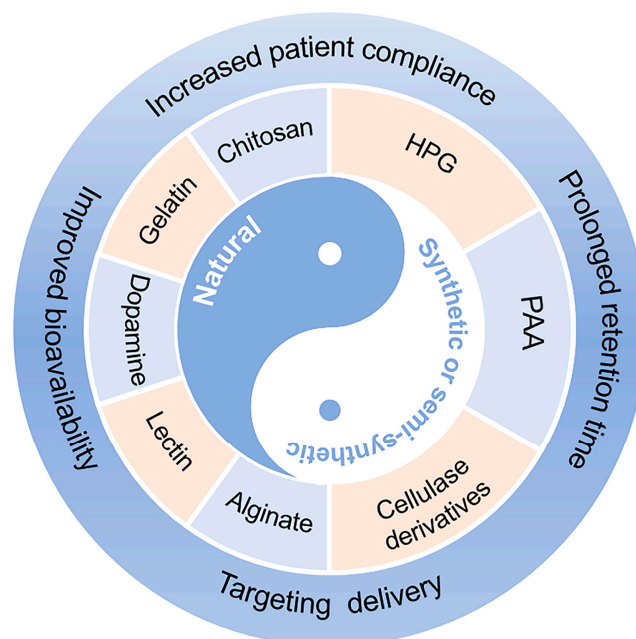 Increased patient compliance
Prolonged retention time
Targeting delivery
Improved bioavailability
Chitosan
HPG
Gelatin
PAA
Dopamine
Lectin
Cellulase
derivatives
Alginate
Natural
Synthetic or semi-synthetic